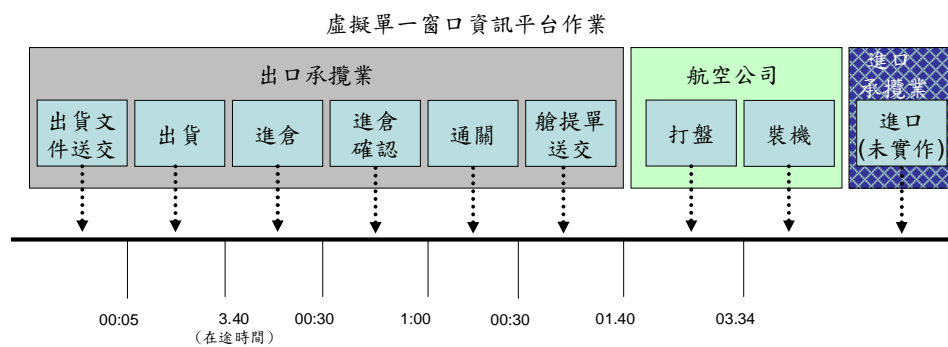 虛擬單一窗口資訊平台作業
出口承攬業
航空公司
進口
承攬業
出貨文
件送交
出貨
進倉
進倉
確認
通關
艙提單
送交
打盤
裝機
進口
(未實作)
00:05
3.40
(在途時間)
00:30
1:00
00:30
01.40
03.34